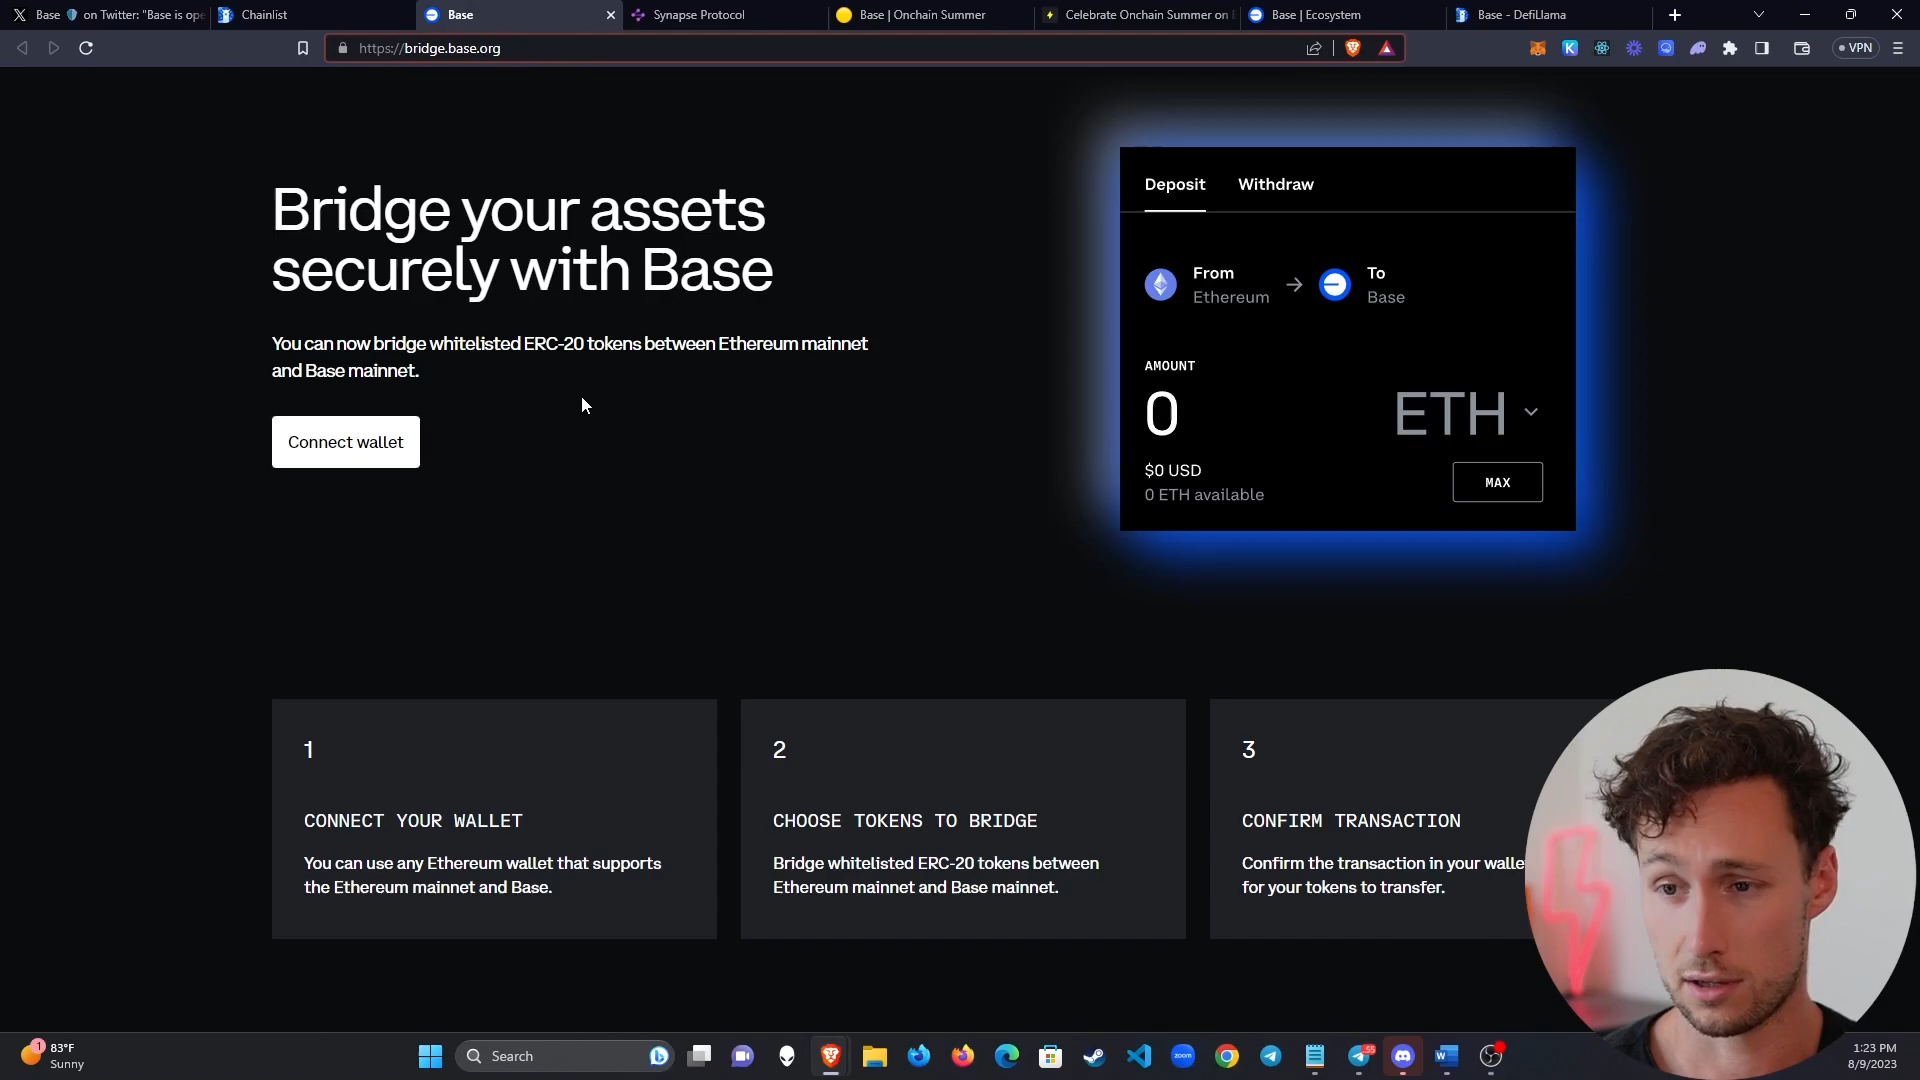 Base 🛡 on Twitter: "Base is ope
Chainlist
Base
Synapse Protocol
Base | Onchain Summer
Celebrate Onchain Summer on
Base | Ecosystem
Base - DefiLlama
https://bridge.base.org
VPN
Bridge your assets
securely with Base
You can now bridge whitelisted ERC-20 tokens between Ethereum mainnet
and Base mainnet.
Connect wallet
Deposit
Withdraw
From
Ethereum
To
Base
AMOUNT
0
ETH
$0 USD
0 ETH available
MAX
1
CONNECT YOUR WALLET
You can use any Ethereum wallet that supports
the Ethereum mainnet and Base.
2
CHOOSE TOKENS TO BRIDGE
Bridge whitelisted ERC-20 tokens between
Ethereum mainnet and Base mainnet.
3
CONFIRM TRANSACTION
Confirm the transaction in your walle
for your tokens to transfer.
1
83°F
Sunny
Search
zoom
55
1:23 PM
8/9/2023